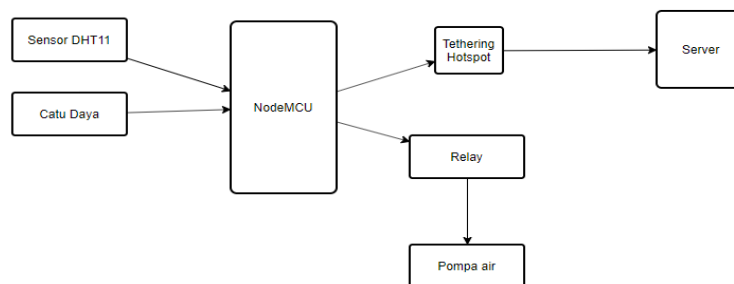 Sensor DHT11
Catu Daya
NodeMCU
Tethering
Hotspot
Server
Relay
Pompa air